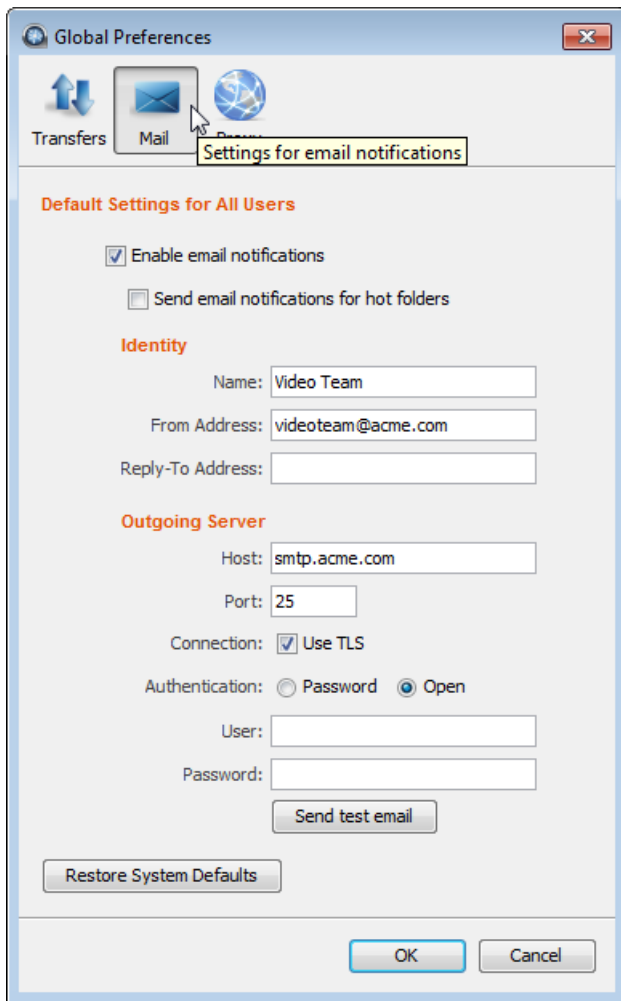 Global Preferences
Transfers Mail
Settings for email notifications
Default Settings for All Users
Enable email notifications
Send email notifications for hot folders
Identity
Name: Video Team
From Address: videoteam@acme.com
Reply-To Address:
Outgoing Server
Host: smtp.acme.com
Port: 25
Connection: Use TLS
Authentication: Password Open
User:
Password:
Send test email
Restore System Defaults
OK Cancel